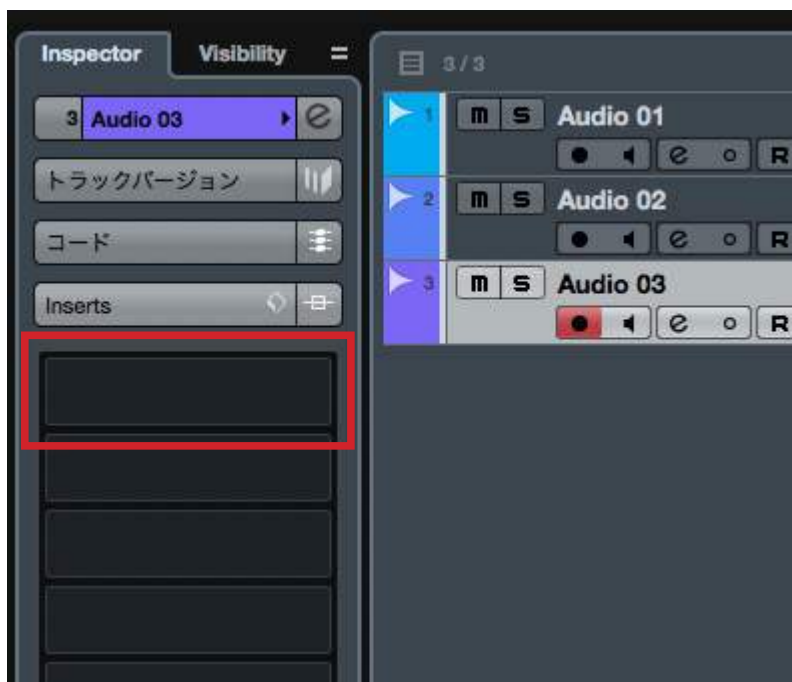 Inspector
Visibility
3 / 3
3 Audio 03
トラックバージョン
コード
Inserts
1 m S Audio 01
e R
2 m S Audio 02
e R
3 m S Audio 03
e R